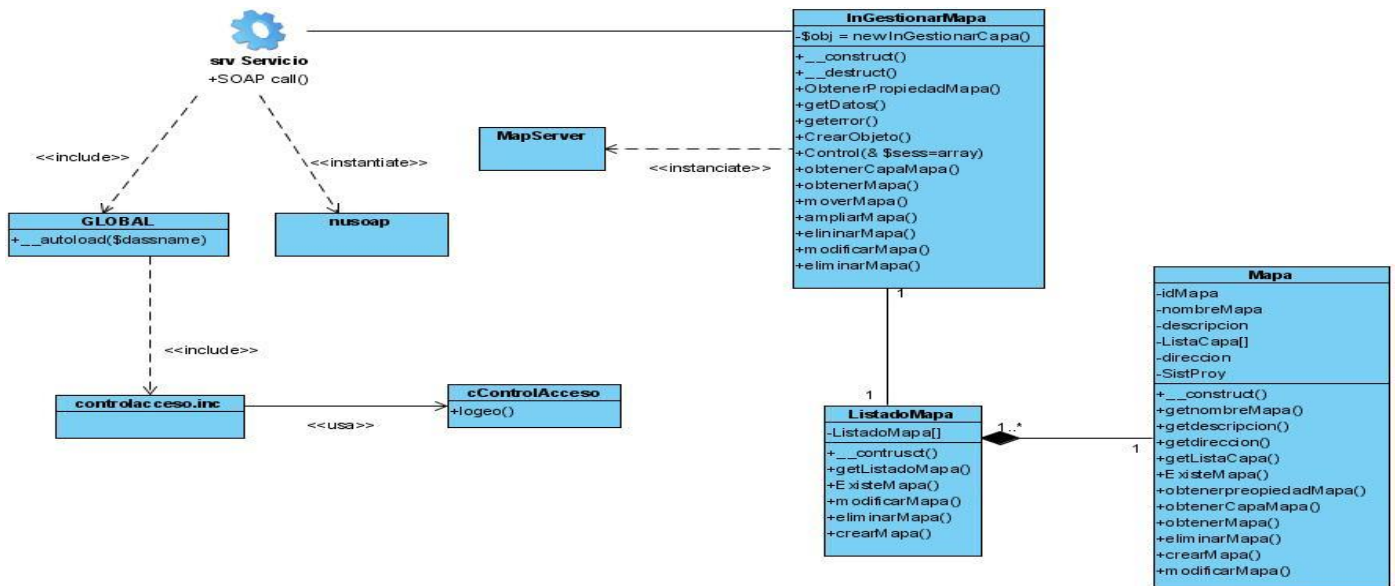 srv Servicio
+SOAP call()
<<include>>
<<instantiate>>
GLOBAL
+__autoload($dassname)
nusoap
<<include>>
controlacceso.inc
<<usa>>
cControlAcceso
+logeo()
MapServer
<<instanciate>>
InGestionarMapa
-$obj = newInGestionarCapa()
+__construct()
+__destruct()
+ObtenerPropiedadMapa()
+getDatos()
+geterror()
+CrearObjeto()
+Control(& $sess=array)
+obtenerCapaMapa()
+obtenerMapa()
+moverMapa()
+ampliarMapa()
+elininarMapa()
+modificarMapa()
+eliminarMapa()
1
1
ListadoMapa
-ListadoMapa[]
+__contrusct()
+getListadoMapa()
+ExisteMapa()
+modificarMapa()
+eliminarMapa()
+crearMapa()
1..*
1
Mapa
-idMapa
-nombreMapa
-descripcion
-ListaCapa[]
-direccion
-SistProy
+__construct()
+getnombreMapa()
+getdescripcion()
+getdireccion()
+getListaCapa()
+ExisteMapa()
+obtenerpreopiedadMapa()
+obtenerCapaMapa()
+obtenerMapa()
+eliminarMapa()
+crearMapa()
+modificarMapa()